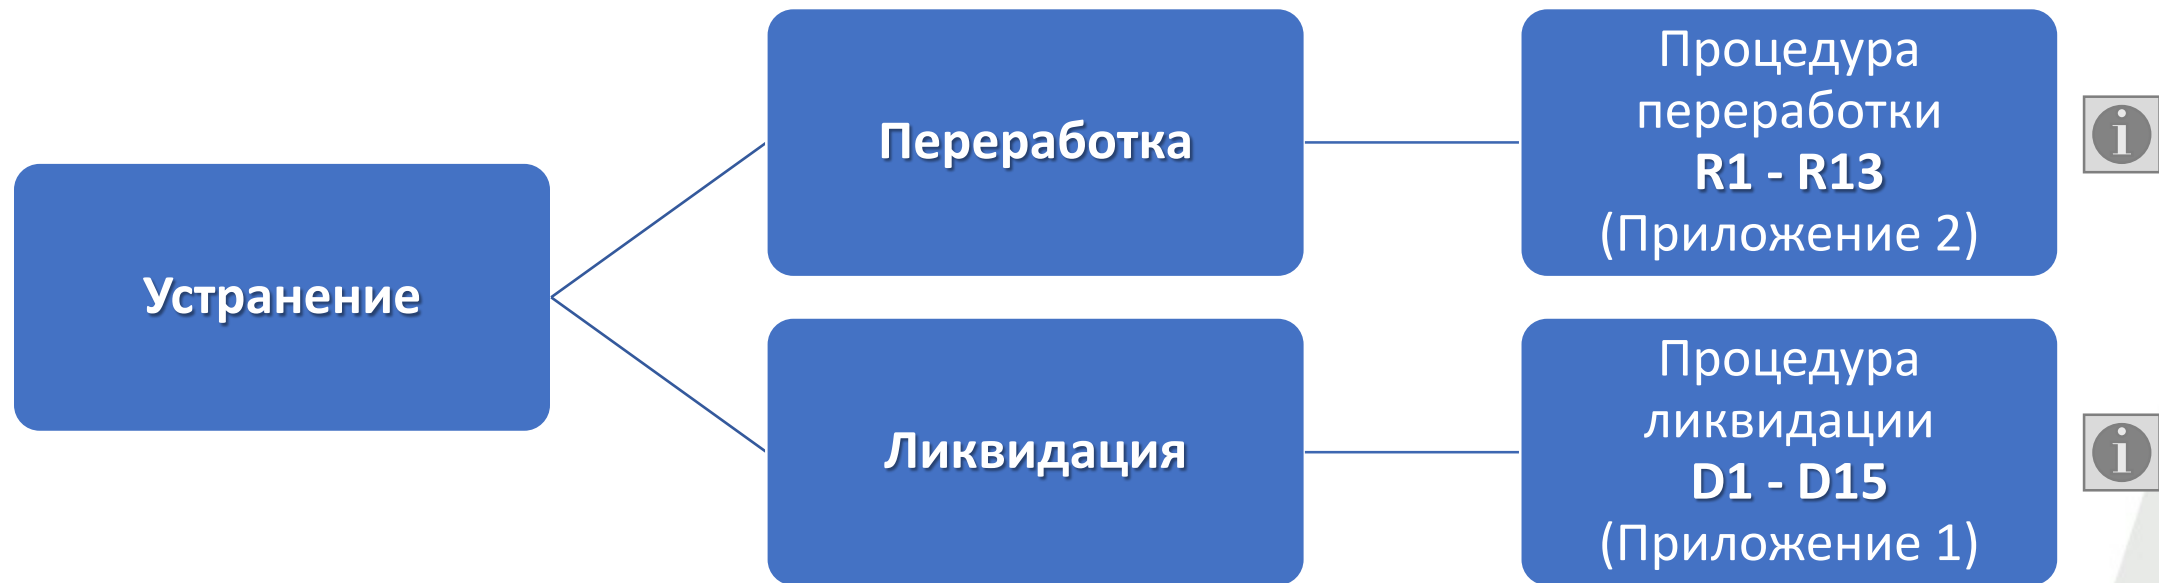 Устранение
Переработка
Процедура
переработки
R1 - R13
(Приложение 2)
Ликвидация
Процедура
ликвидации
D1 - D15
(Приложение 1)